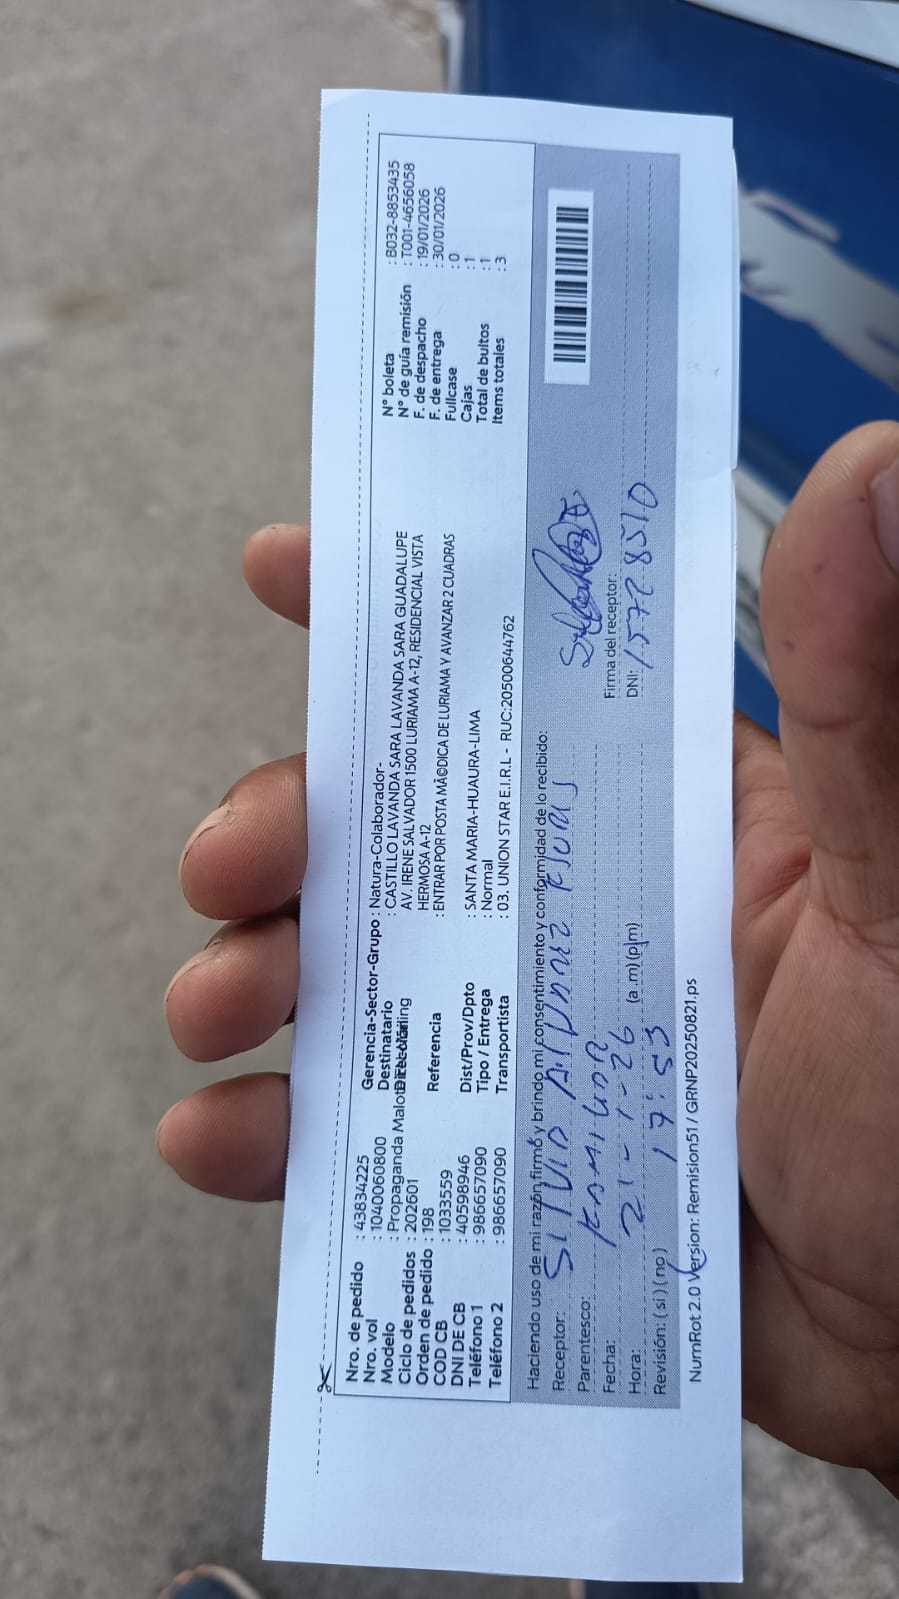 Nro. de pedido : 43834225
Nro. vol : 1040060800
Modelo : Propaganda Malote Tec
Ciclo de pedidos : 202601
Orden de pedido : 198
COD CB : 1033559
DNI DE CB : 40598946
Teléfono 1 : 986657090
Teléfono 2 : 986657090
Gerencia-Sector-Grupo : Natura-Colaborador-
Destinatario : CASTILLO LAVANDA SARA LAVANDA SARA GUADALUPE
Dirección AV. IRENE SALVADOR 1500 LURIAMA A-12, RESIDENCIAL VISTA
HERMOSA A-12
Referencia : ENTRAR POR POSTA MÃ©DICA DE LURIAMA Y AVANZAR 2 CUADRAS
Dist/Prov/Dpto : SANTA MARIA-HUAURA-LIMA
Tipo / Entrega : Normal
Transportista : 03. UNION STAR E.I.R.L - RUC:20500644762
N° boleta : B032-8853435
N° de guía remisión : T001-4656058
F. de despacho : 19/01/2026
F. de entrega : 30/01/2026
Fullcase : 0
Cajas : 1
Total de bultos : 1
Items totales : 3
Haciendo uso de mi razón, firmó y brindo mi consentimiento y conformidad de lo recibido:
Receptor:
Parentesco:
Fecha: 21-1-26
Hora: 17:53 (a.m)(p.m)
Revisión: (si) (no)
Firma del receptor:
DNI: 15728510
NumRot 2.0 Version: Remision51 / GRNP20250821.ps